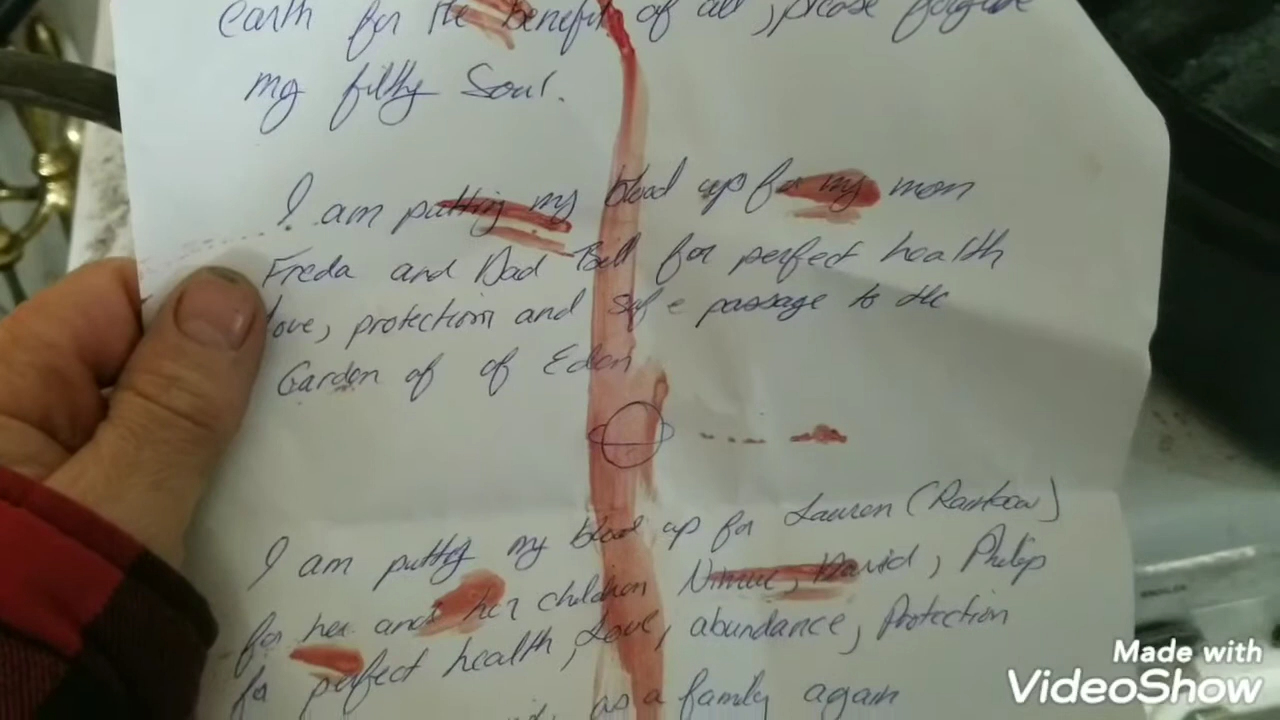 earth for the benefit of all, please forgive
my filthy Soul.
I am putting my blood up for my mom
Freda and Dad Bill for perfect health
love, protection and safe passage to the
Garden of of Eden
I am putting my blood up for Lauren (Rainbow)
for her and her children Nimue, David, Philip
for perfect health, Love, abundance, Protection
as a family again
Made with
VideoShow